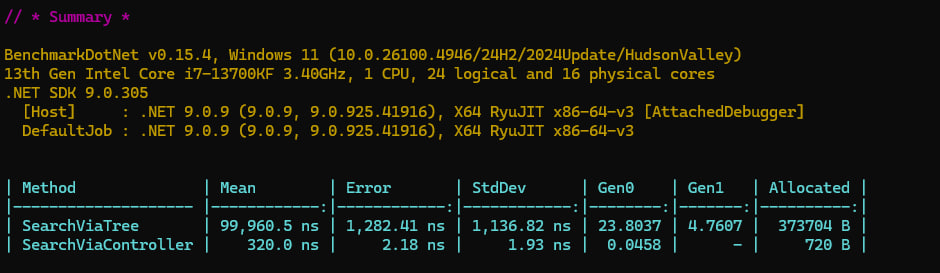 // * Summary *
BenchmarkDotNet v0.15.4, Windows 11 (10.0.26100.4946/24H2/2024Update/HudsonValley)
13th Gen Intel Core i7-13700KF 3.40GHz, 1 CPU, 24 logical and 16 physical cores
.NET SDK 9.0.305
  [Host]     : .NET 9.0.9 (9.0.9, 9.0.925.41916), X64 RyuJIT x86-64-v3 [AttachedDebugger]
  DefaultJob : .NET 9.0.9 (9.0.9, 9.0.925.41916), X64 RyuJIT x86-64-v3
| Method              | Mean        | Error       | StdDev      | Gen0    | Gen1   | Allocated |
|-------------------- |------------:|------------:|------------:|--------:|-------:|----------:|
| SearchViaTree       | 99,960.5 ns | 1,282.41 ns | 1,136.82 ns | 23.8037 | 4.7607 |  373704 B |
| SearchViaController |    320.0 ns |     2.18 ns |     1.93 ns |  0.0458 |      - |     720 B |